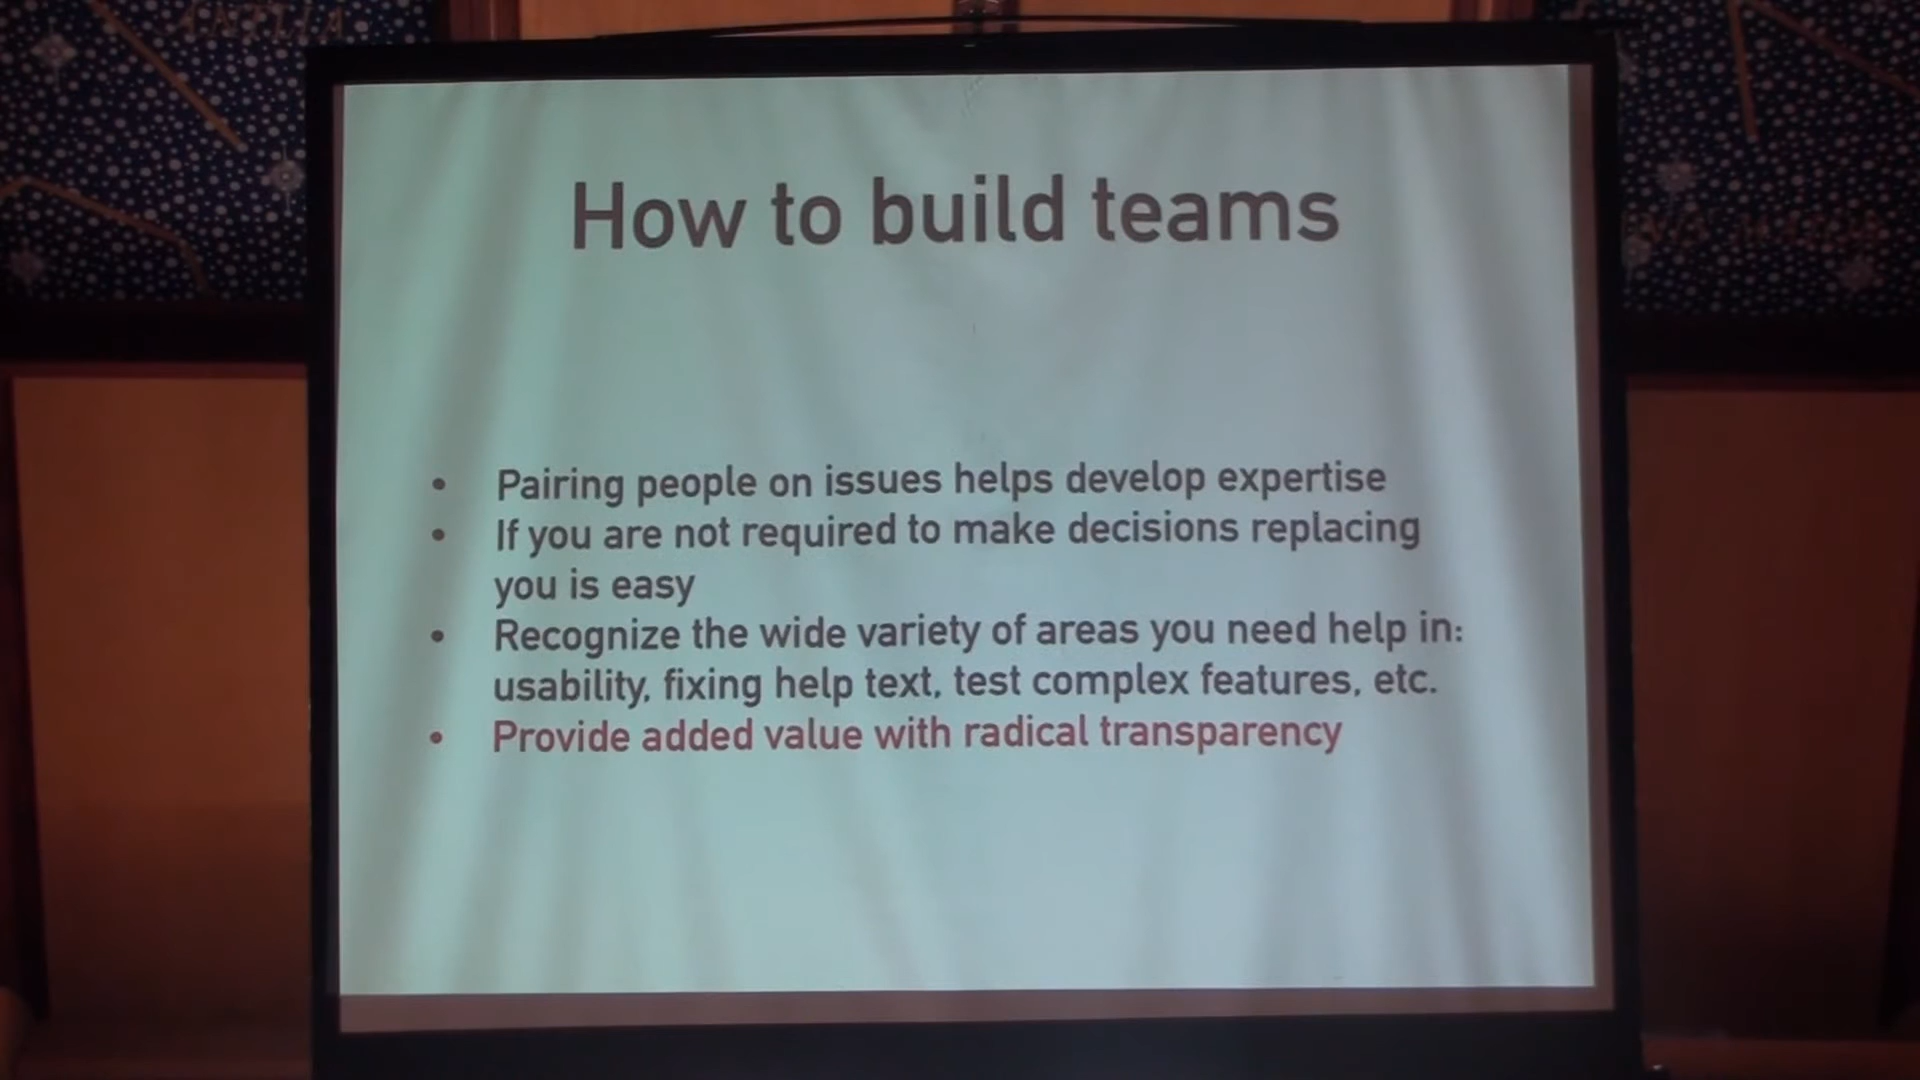 How to build teams
• Pairing people on issues helps develop expertise
• If you are not required to make decisions replacing
you is easy
• Recognize the wide variety of areas you need help in:
usability, fixing help text, test complex features, etc.
• Provide added value with radical transparency